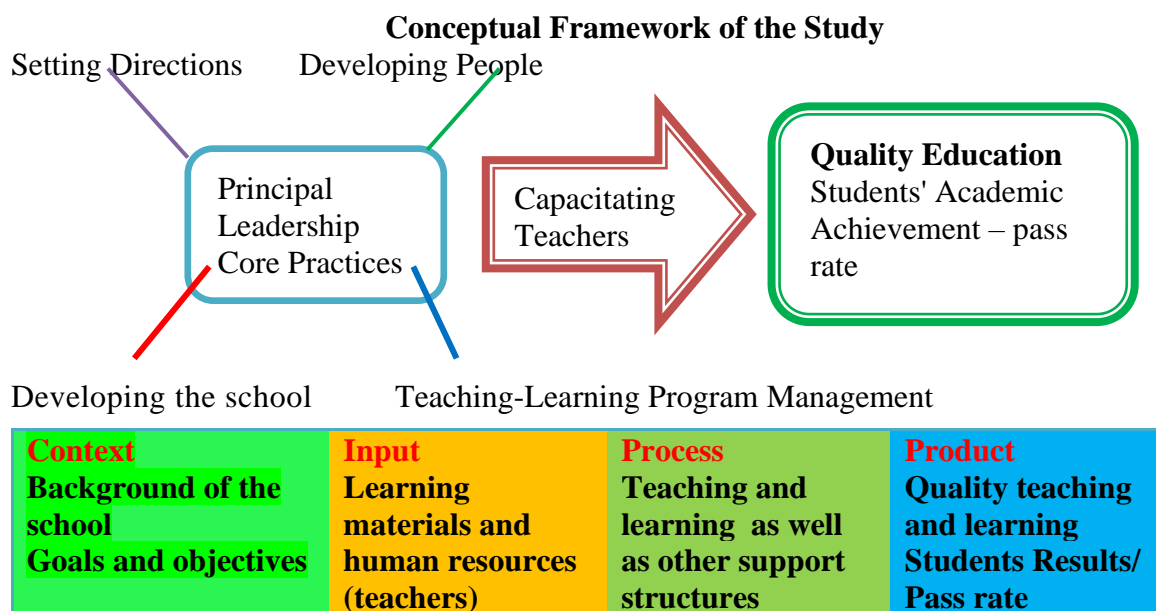 Conceptual Framework of the Study
Setting Directions
Developing People
Principal
Leadership
Core Practices
Capacitating
Teachers
Quality Education
Students' Academic
Achievement – pass
rate
Developing the school
Teaching-Learning Program Management
Context
Background of the
school
Goals and objectives
Input
Learning
materials and
human resources
(teachers)
Process
Teaching and
learning as well
as other support
structures
Product
Quality teaching
and learning
Students Results/
Pass rate